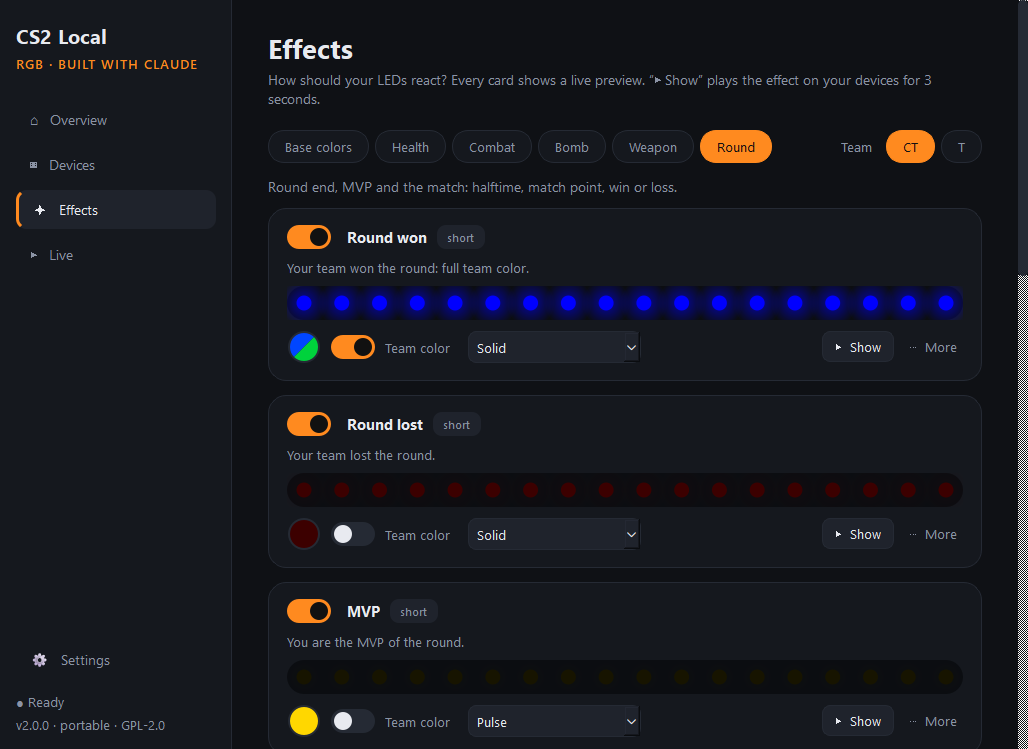 CS2 Local
RGB · BUILT WITH CLAUDE
Overview
Devices
Effects
Live
Settings
Ready
v2.0.0 · portable · GPL-2.0
Effects
How should your LEDs react? Every card shows a live preview. “▸ Show” plays the effect on your devices for 3
seconds.
Base colors Health Combat Bomb Weapon Round Team CT T
Round end, MVP and the match: halftime, match point, win or loss.
Round won short
Your team won the round: full team color.
Team color Solid ▸ Show ··· More
Round lost short
Your team lost the round.
Team color Solid ▸ Show ··· More
MVP short
You are the MVP of the round.
Team color Pulse ▸ Show ··· More